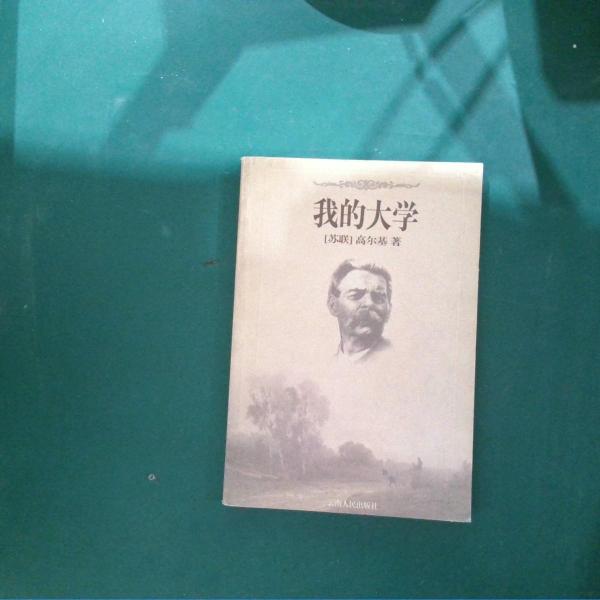 我的大学
[苏联] 高尔基 著
云南人民出版社